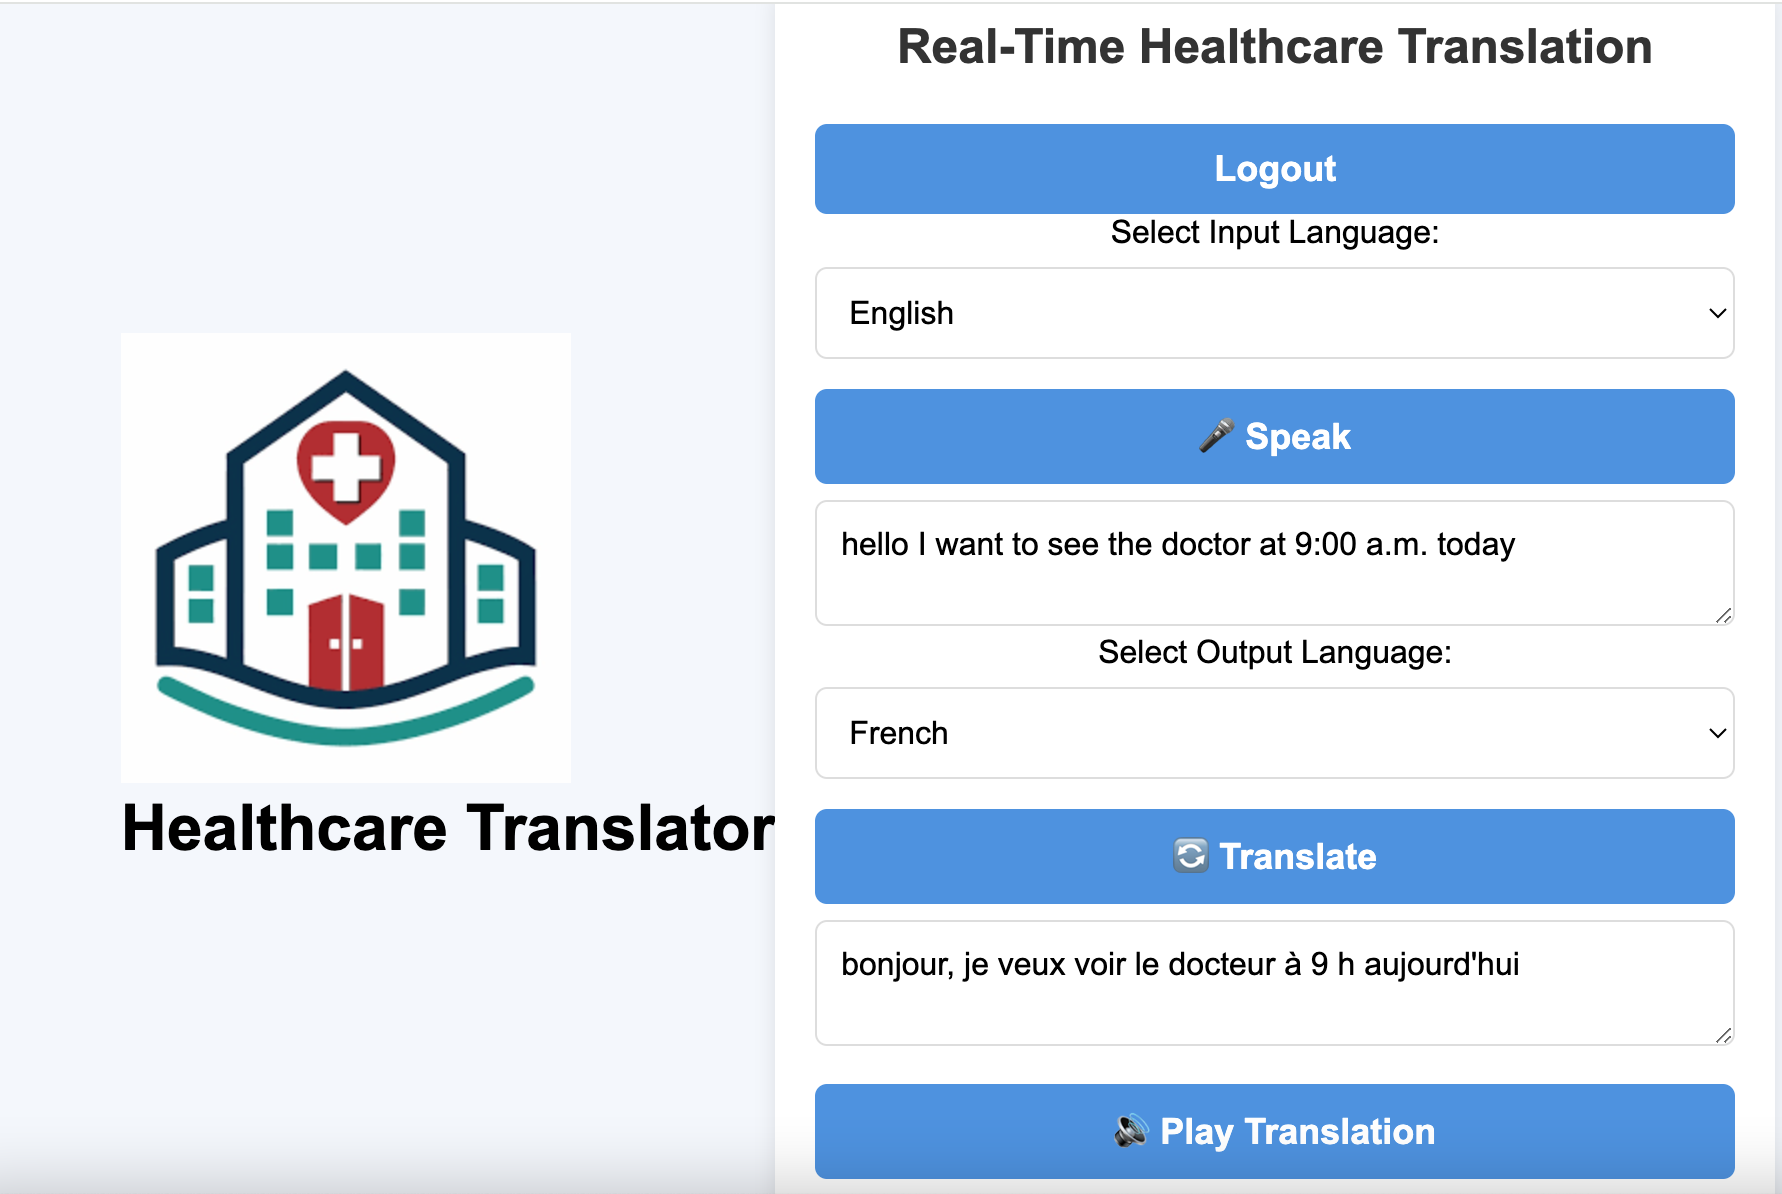 Real-Time Healthcare Translation
Logout
Select Input Language:
English
🎤 Speak
hello I want to see the doctor at 9:00 a.m. today
Select Output Language:
French
🔄 Translate
bonjour, je veux voir le docteur à 9 h aujourd'hui
🔊 Play Translation
Healthcare Translator